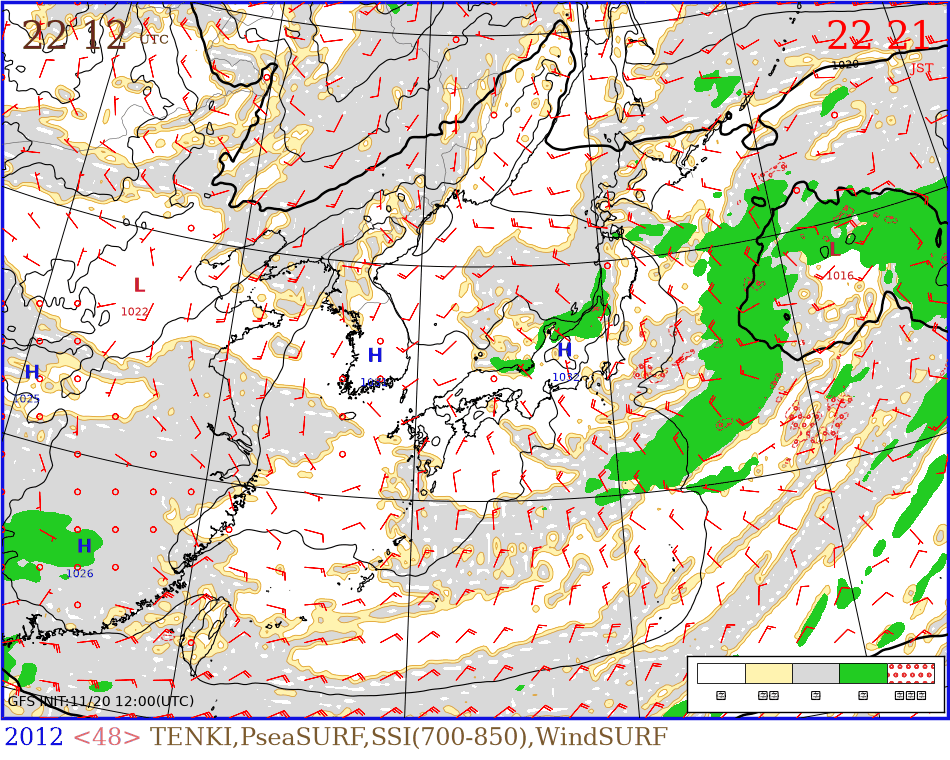 22 12 UTC
22 21
JST
1020
L
1016
L
1022
H
H
1032
H
1025
H
1026
GFS INIT:11/20 12:00(UTC)
2012 <48> TENKI,PseaSURF,SSI(700-850),WindSURF